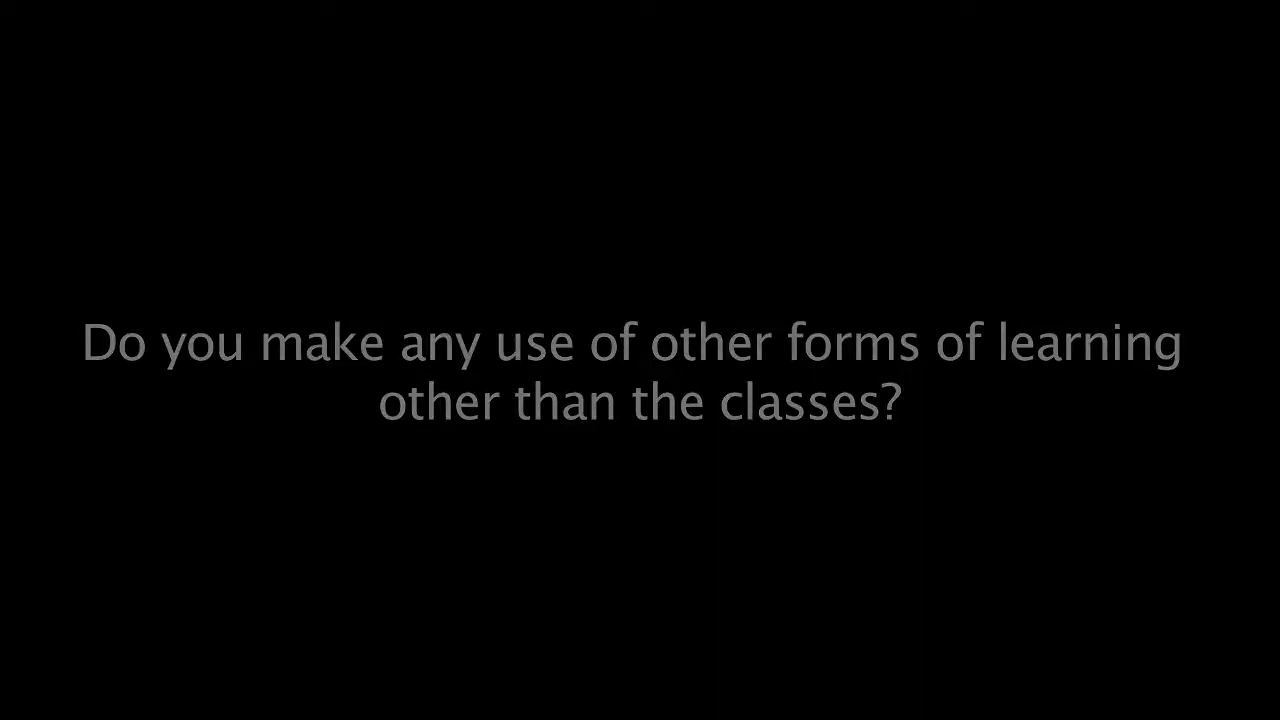 Do you make any use of other forms of learning
other than the classes?